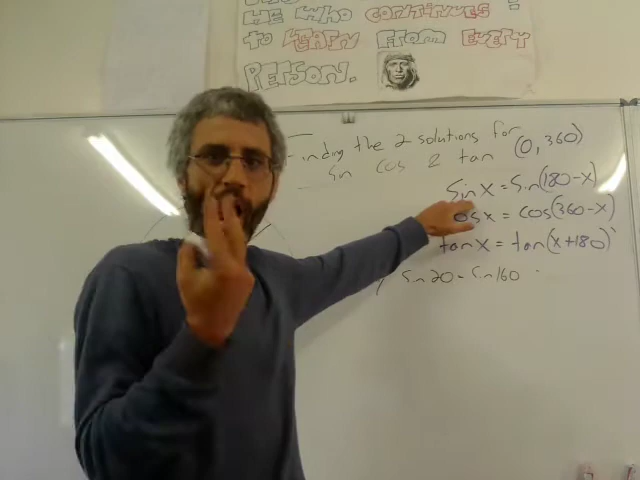 HE WHO CONTINUES
to LEARN FROM EVERY
PERSON.
Finding the 2 solutions for
sin cos & tan (0, 360)
sin x = sin(180-x)
cos x = cos(360-x)
tan x = tan(x+180)
sin 20 = sin 160